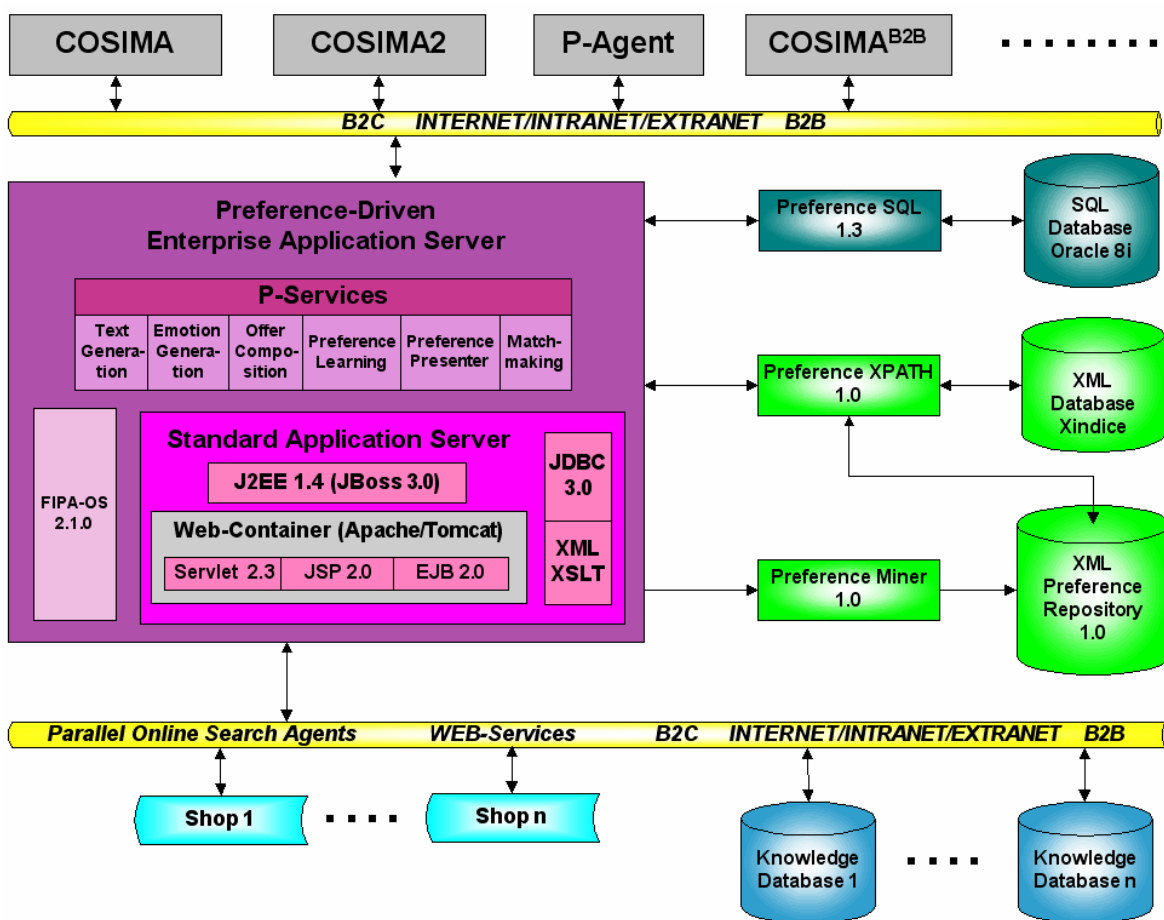 COSIMA
COSIMA2
P-Agent
COSIMA^B2B
B2C INTERNET/INTRANET/EXTRANET B2B
Preference-Driven
Enterprise Application Server
P-Services
Text
Genera-
tion
Emotion
Genera-
tion
Offer
Compo-
sition
Preference
Learning
Preference
Presenter
Match-
making
FIPA-OS
2.1.0
Standard Application Server
J2EE 1.4 (JBoss 3.0)
Web-Container (Apache/Tomcat)
Servlet 2.3
JSP 2.0
EJB 2.0
JDBC
3.0
XML
XSLT
Preference SQL
1.3
SQL
Database
Oracle 8i
Preference XPATH
1.0
XML
Database
Xindice
Preference Miner
1.0
XML
Preference
Repository
1.0
Parallel Online Search Agents WEB-Services B2C INTERNET/INTRANET/EXTRANET B2B
Shop 1
Shop n
Knowledge
Database 1
Knowledge
Database n